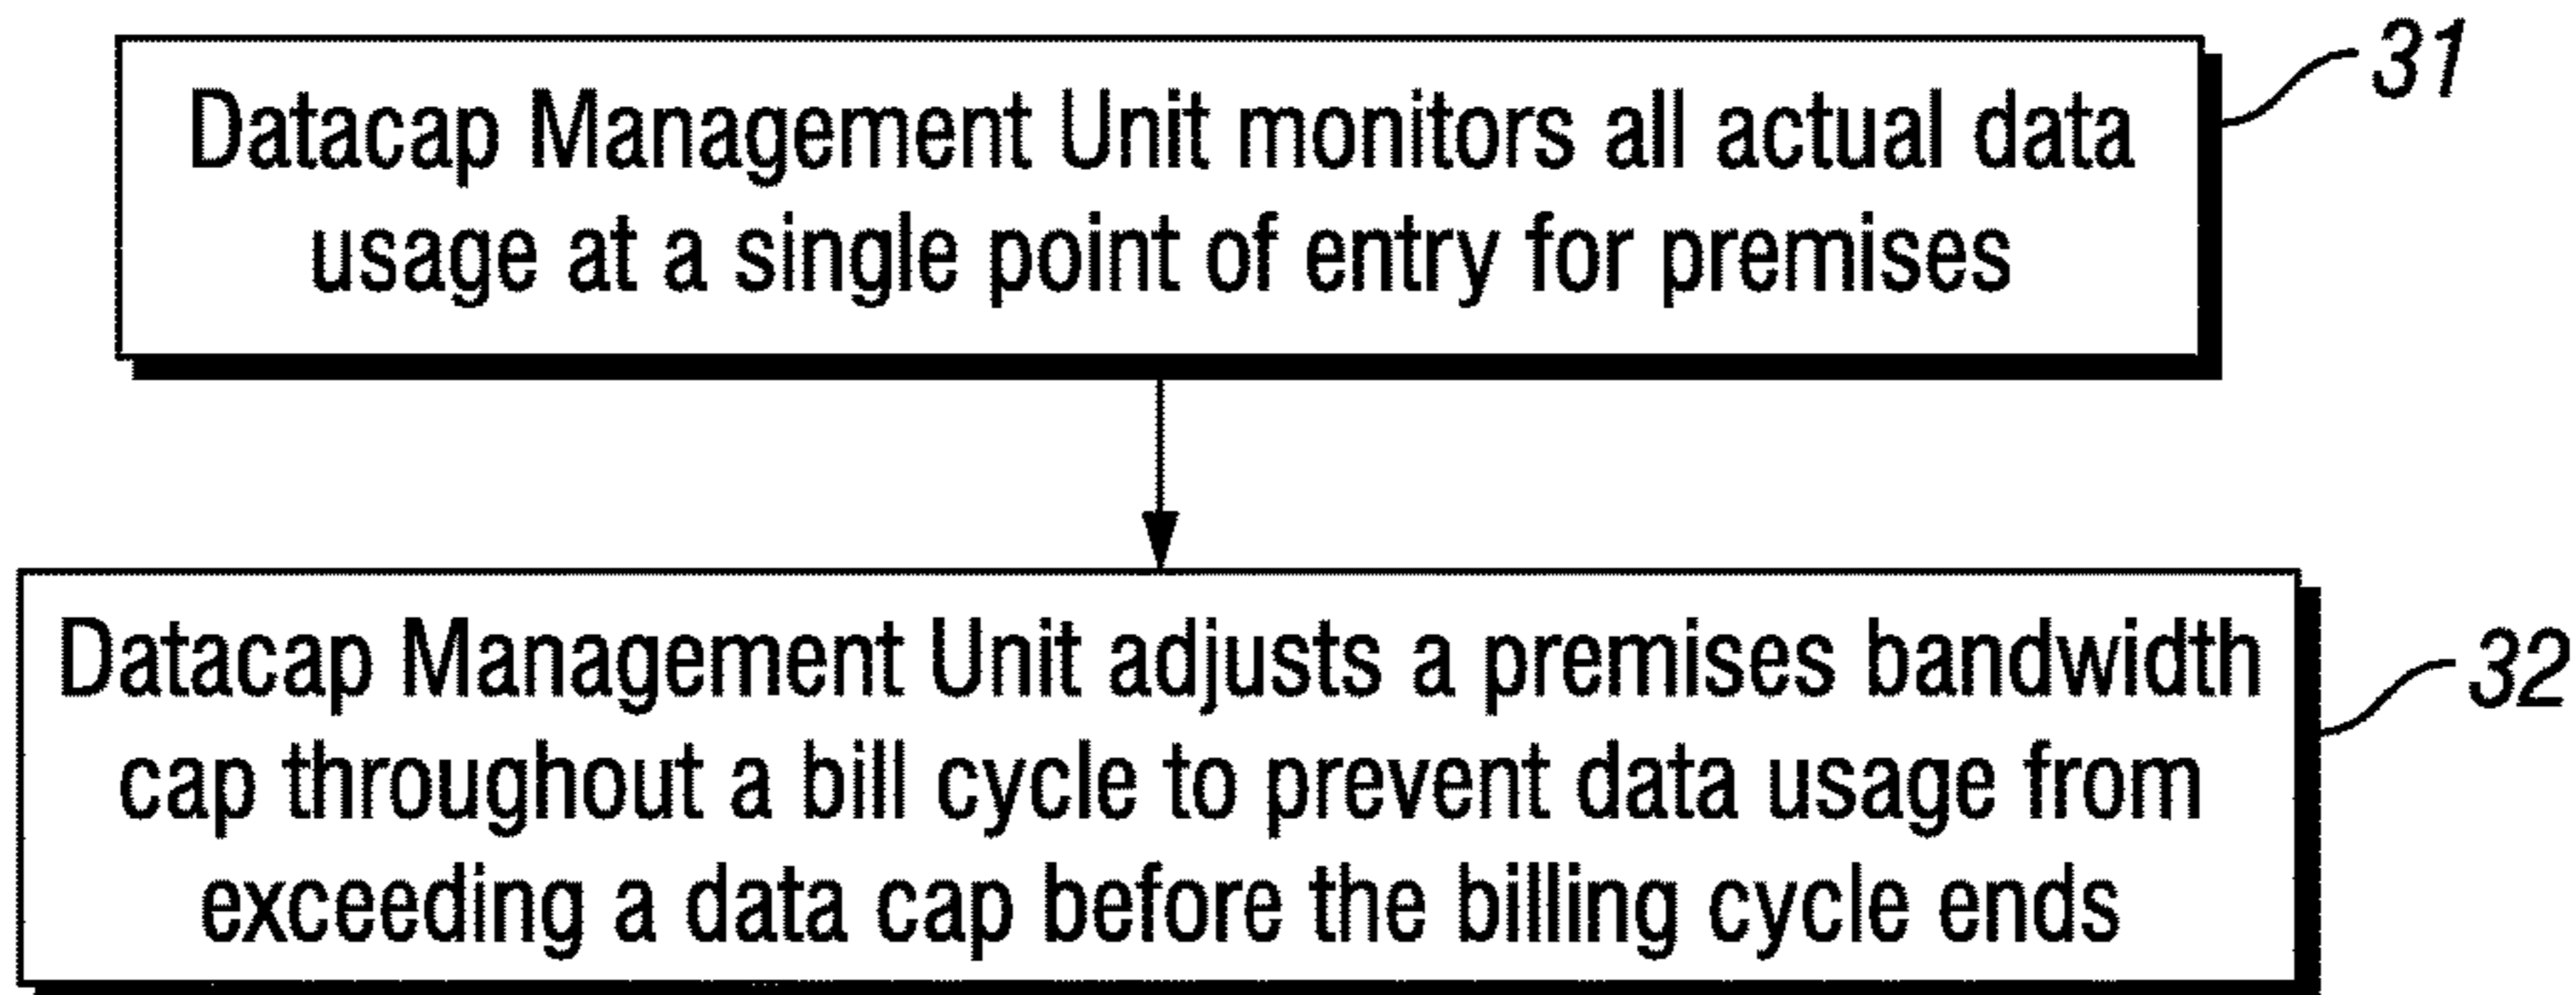 Datacap Management Unit monitors all actual data
usage at a single point of entry for premises
31
Datacap Management Unit adjusts a premises bandwidth
cap throughout a bill cycle to prevent data usage from
exceeding a data cap before the billing cycle ends
32